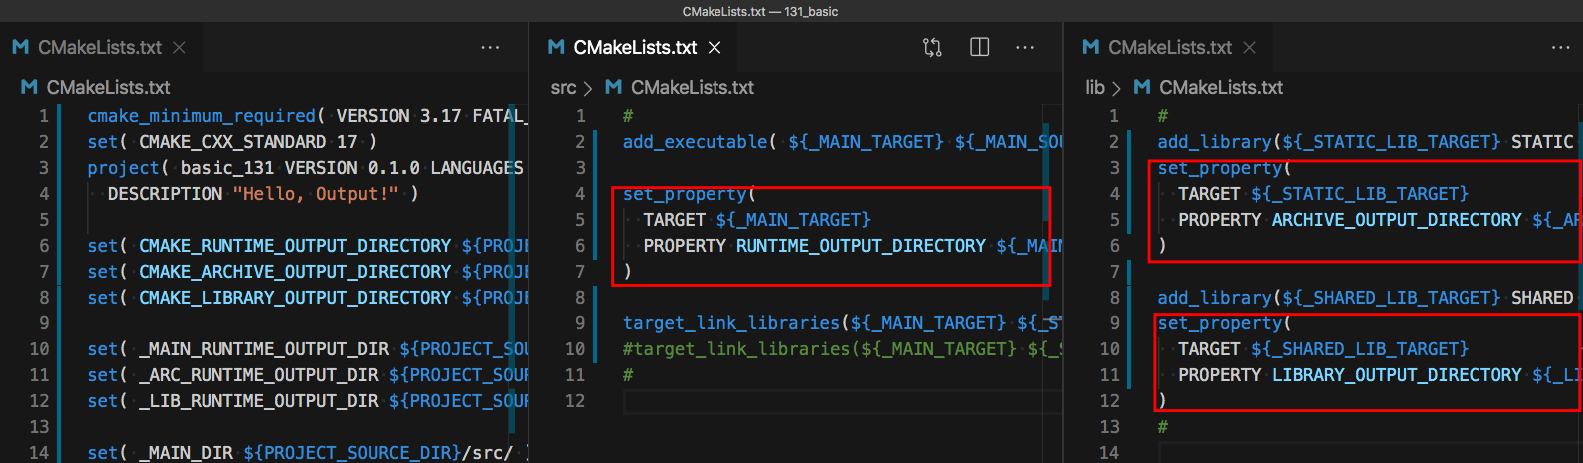 CMakeLists.txt — 131_basic
CMakeLists.txt
src > CMakeLists.txt
lib > CMakeLists.txt
CMakeLists.txt
1 cmake_minimum_required( VERSION 3.17 FATAL_
2 set( CMAKE_CXX_STANDARD 17 )
3 project( basic_131 VERSION 0.1.0 LANGUAGES
4 DESCRIPTION "Hello, Output!" )
5
6 set( CMAKE_RUNTIME_OUTPUT_DIRECTORY ${PROJE
7 set( CMAKE_ARCHIVE_OUTPUT_DIRECTORY ${PROJE
8 set( CMAKE_LIBRARY_OUTPUT_DIRECTORY ${PROJE
9
10 set( _MAIN_RUNTIME_OUTPUT_DIR ${PROJECT_SOU
11 set( _ARC_RUNTIME_OUTPUT_DIR ${PROJECT_SOUR
12 set( _LIB_RUNTIME_OUTPUT_DIR ${PROJECT_SOUR
13
14 set( _MAIN_DIR ${PROJECT_SOURCE_DIR}/src/ )
CMakeLists.txt
1 #
2 add_executable( ${_MAIN_TARGET} ${_MAIN_SOU
3
4 set_property(
5 TARGET ${_MAIN_TARGET}
6 PROPERTY RUNTIME_OUTPUT_DIRECTORY ${_MAIN
7 )
8
9 target_link_libraries(${_MAIN_TARGET} ${_ST
10 #target_link_libraries(${_MAIN_TARGET} ${_S
11 #
12
CMakeLists.txt
1 #
2 add_library(${_STATIC_LIB_TARGET} STATIC
3 set_property(
4 TARGET ${_STATIC_LIB_TARGET}
5 PROPERTY ARCHIVE_OUTPUT_DIRECTORY ${_AR
6 )
7
8 add_library(${_SHARED_LIB_TARGET} SHARED
9 set_property(
10 TARGET ${_SHARED_LIB_TARGET}
11 PROPERTY LIBRARY_OUTPUT_DIRECTORY ${_LI
12 )
13 #
14